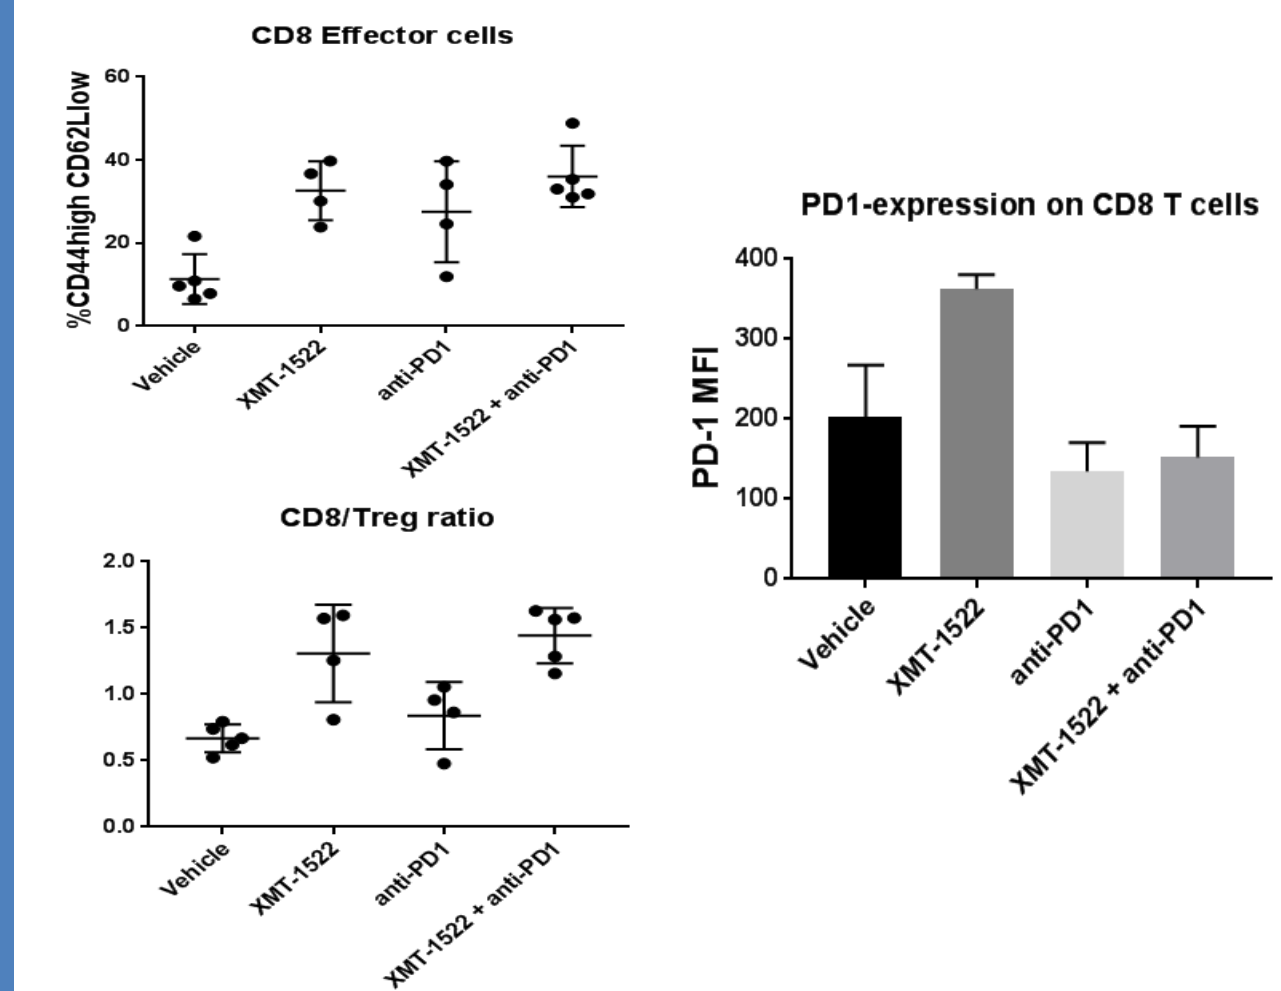 CD8 Effector cells
%CD44high CD62Llow
60
40
20
0
Vehicle
XMT-1522
anti-PD1
XMT-1522 + anti-PD1
CD8/Treg ratio
2.0
1.5
1.0
0.5
0.0
Vehicle
XMT-1522
anti-PD1
XMT-1522 + anti-PD1
PD1-expression on CD8 T cells
PD-1 MFI
400
300
200
100
0
Vehicle
XMT-1522
anti-PD1
XMT-1522 + anti-PD1